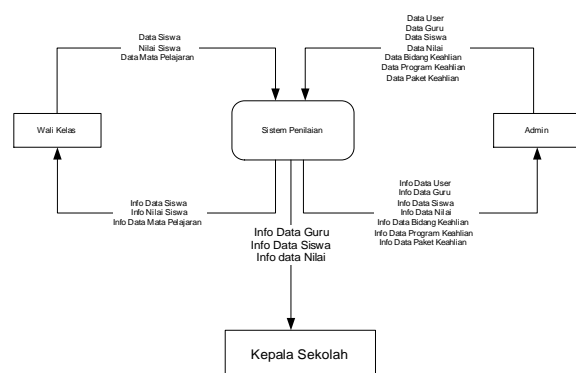 Data Siswa
Nilai Siswa
Data Mata Pelajaran
Data User
Data Guru
Data Siswa
Data Nilai
Data Bidang Keahlian
Data Program Keahlian
Data Paket Keahlian
Wali Kelas
Sistem Penilaian
Admin
Info Data Siswa
Info Nilai Siswa
Info Data Mata Pelajaran
Info Data Guru
Info Data Siswa
Info data Nilai
Info Data User
Info Data Guru
Info Data Siswa
Info Data Nilai
Info Data Bidang Keahlian
Info Data Program Keahlian
Info Data Paket Keahlian
Kepala Sekolah